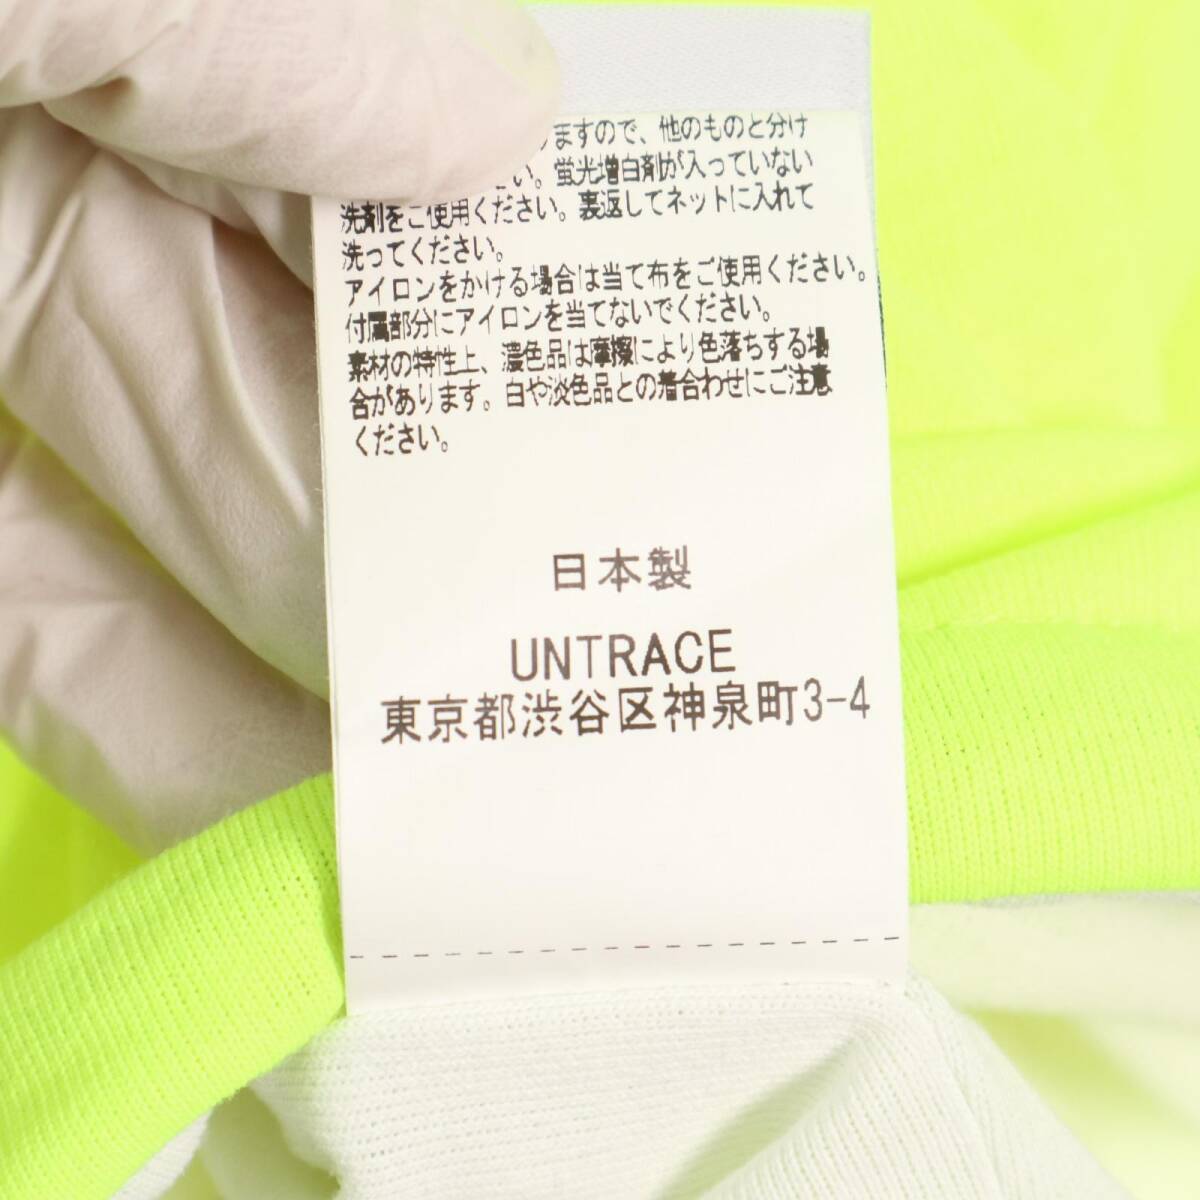 ますので、他のものと分け
い。蛍光増白剤が入っていない
洗剤をご使用ください。裏返してネットに入れて
洗ってください。
アイロンをかける場合は当て布をご使用ください。
付属部分にアイロンを当てないでください。
素材の特性上、濃色品は摩擦により色落ちする場
合があります。白や淡色品との着合わせにご注意
ください。
日本製
UNTRACE
東京都渋谷区神泉町3-4